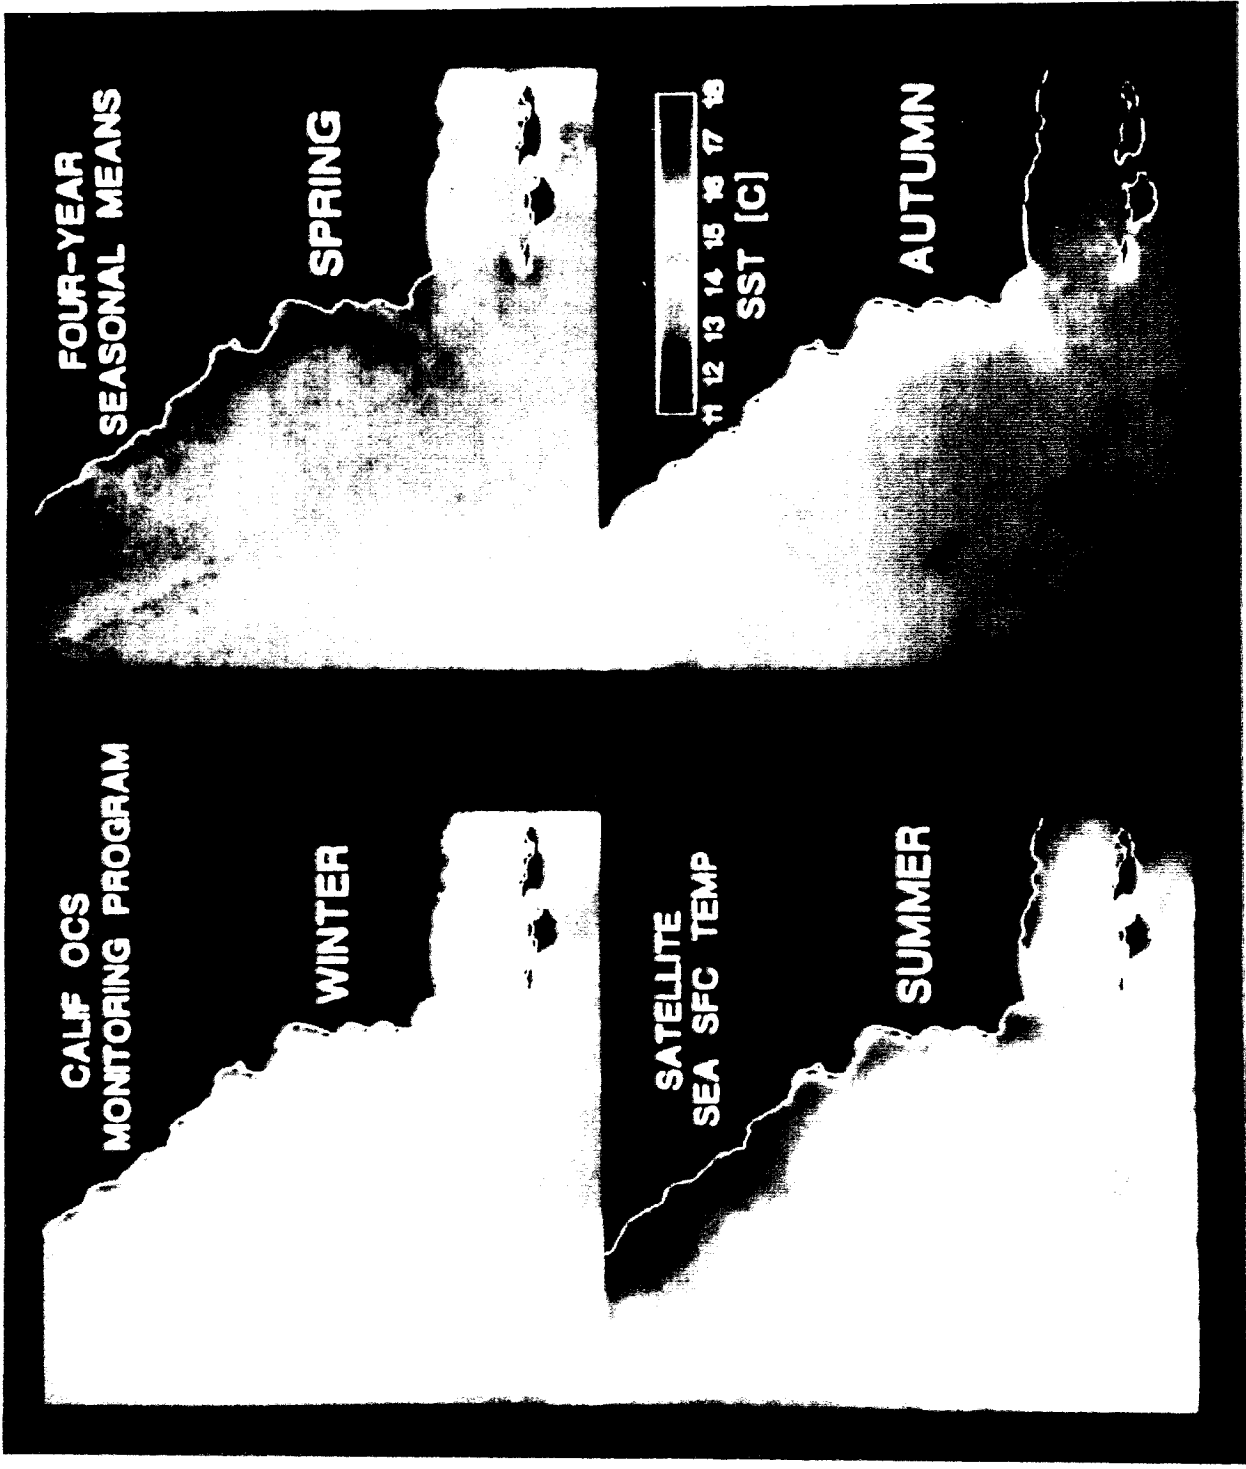 CALIF OCS
MONITORING PROGRAM
FOUR-YEAR
SEASONAL MEANS
WINTER
SPRING
SATELLITE
SEA SFC TEMP
11 12 13 14 15 16 17 18
SST [C]
SUMMER
AUTUMN